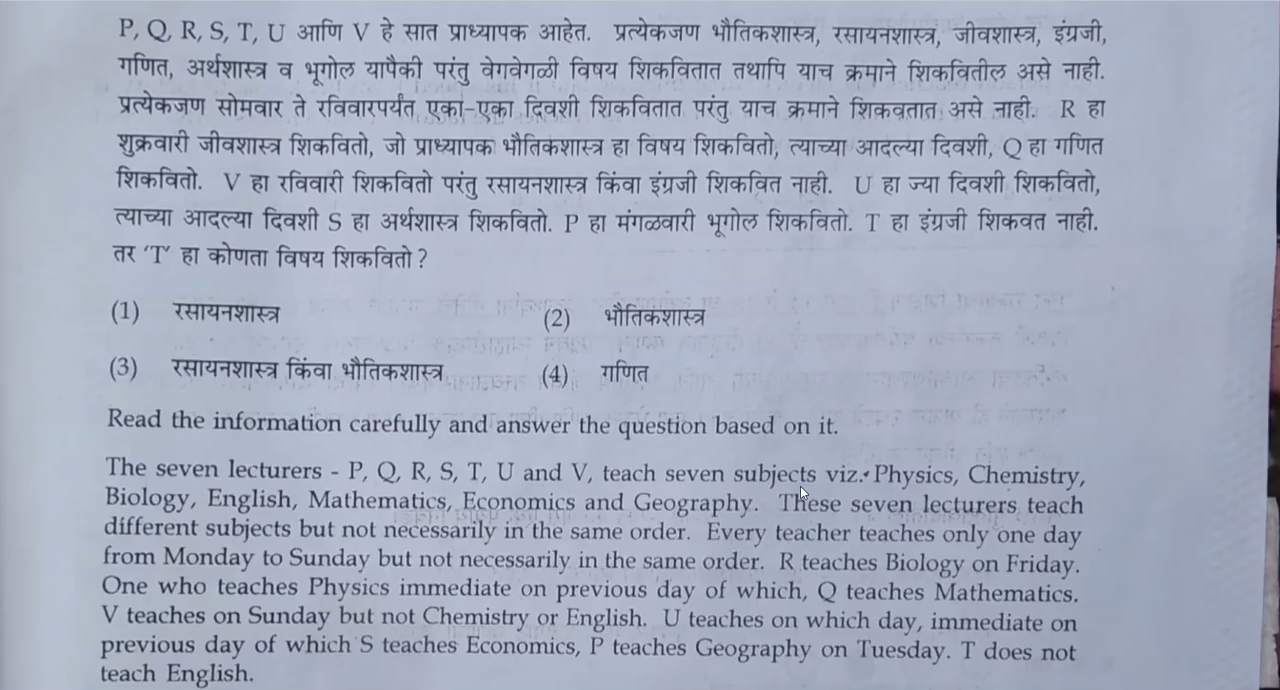 P, Q, R, S, T, U आणि V हे सात प्राध्यापक आहेत. प्रत्येकजण भौतिकशास्त्र, रसायनशास्त्र, जीवशास्त्र, इंग्रजी,
गणित, अर्थशास्त्र व भूगोल यापैकी परंतु वेगवेगळी विषय शिकवितात तथापि याच क्रमाने शिकवितील असे नाही.
प्रत्येकजण सोमवार ते रविवारपर्यंत एका-एका दिवशी शिकवितात परंतु याच क्रमाने शिकवतात असे नाही. R हा
शुक्रवारी जीवशास्त्र शिकवितो, जो प्राध्यापक भौतिकशास्त्र हा विषय शिकवितो, त्याच्या आदल्या दिवशी, Q हा गणित
शिकवितो. V हा रविवारी शिकवितो परंतु रसायनशास्त्र किंवा इंग्रजी शिकवित नाही. U हा ज्या दिवशी शिकवितो,
त्याच्या आदल्या दिवशी S हा अर्थशास्त्र शिकवितो. P हा मंगळवारी भूगोल शिकवितो. T हा इंग्रजी शिकवत नाही.
तर 'T' हा कोणता विषय शिकवितो ?
(1) रसायनशास्त्र (2) भौतिकशास्त्र
(3) रसायनशास्त्र किंवा भौतिकशास्त्र (4) गणित
Read the information carefully and answer the question based on it.
The seven lecturers - P, Q, R, S, T, U and V, teach seven subjects viz. Physics, Chemistry,
Biology, English, Mathematics, Economics and Geography. These seven lecturers teach
different subjects but not necessarily in the same order. Every teacher teaches only one day
from Monday to Sunday but not necessarily in the same order. R teaches Biology on Friday.
One who teaches Physics immediate on previous day of which, Q teaches Mathematics.
V teaches on Sunday but not Chemistry or English. U teaches on which day, immediate on
previous day of which S teaches Economics, P teaches Geography on Tuesday. T does not
teach English.